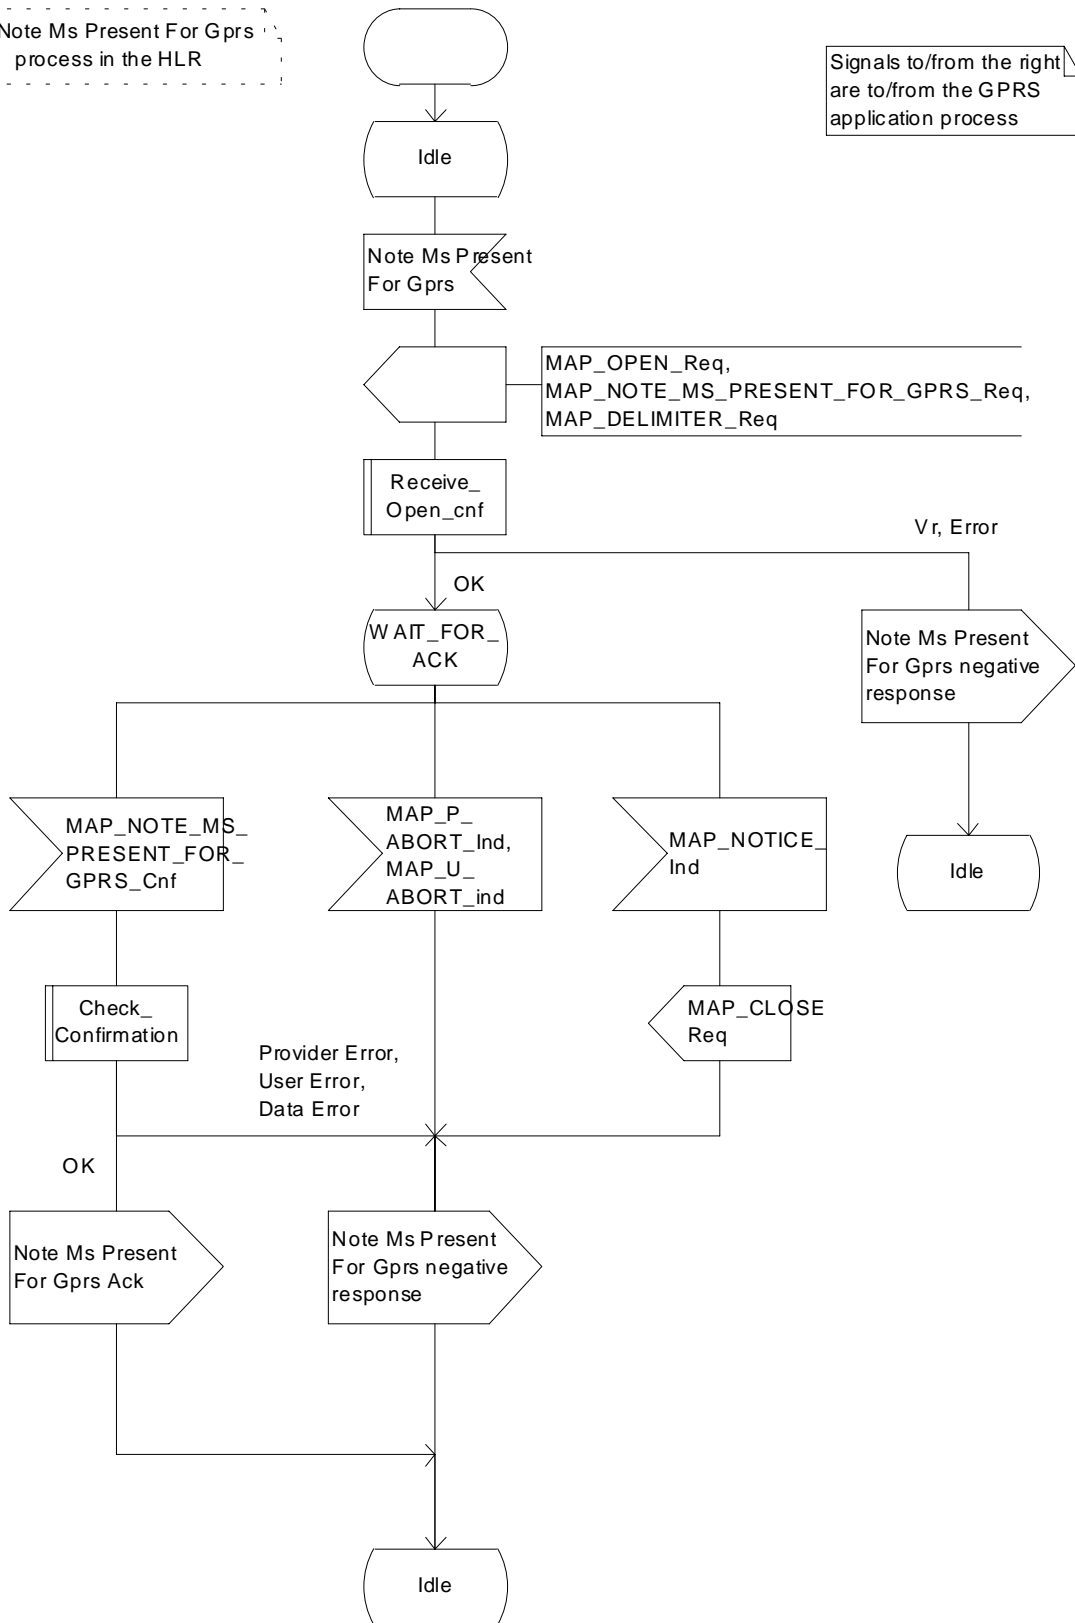 Note Ms Present For Gprs
process in the HLR
Signals to/from the right
are to/from the GPRS
application process
Idle
Note Ms Present
For Gprs
MAP_OPEN_Req,
MAP_NOTE_MS_PRESENT_FOR_GPRS_Req,
MAP_DELIMITER_Req
Receive_
Open_cnf
Vr, Error
OK
WAIT_FOR_
ACK
Note Ms Present
For Gprs negative
response
MAP_NOTE_MS_
PRESENT_FOR_
GPRS_Cnf
MAP_P_
ABORT_Ind,
MAP_U_
ABORT_ind
MAP_NOTICE_
Ind
Idle
Check_
Confirmation
MAP_CLOSE
Req
Provider Error,
User Error,
Data Error
OK
Note Ms Present
For Gprs Ack
Note Ms Present
For Gprs negative
response
Idle